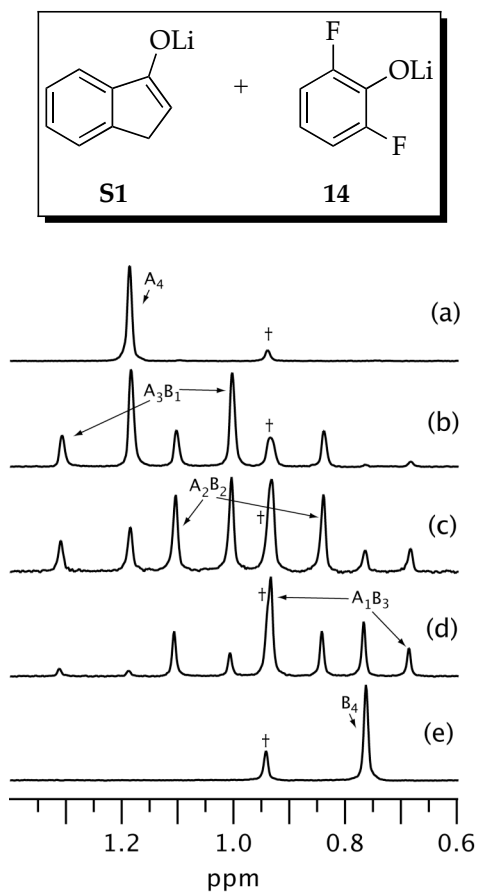 OLi
F
+
OLi
F
S1
14
A₄
†
(a)
A₃B₁
†
(b)
A₂B₂
†
(c)
†
A₁B₃
(d)
B₄
†
(e)
1.2 1.0 0.8 0.6
ppm